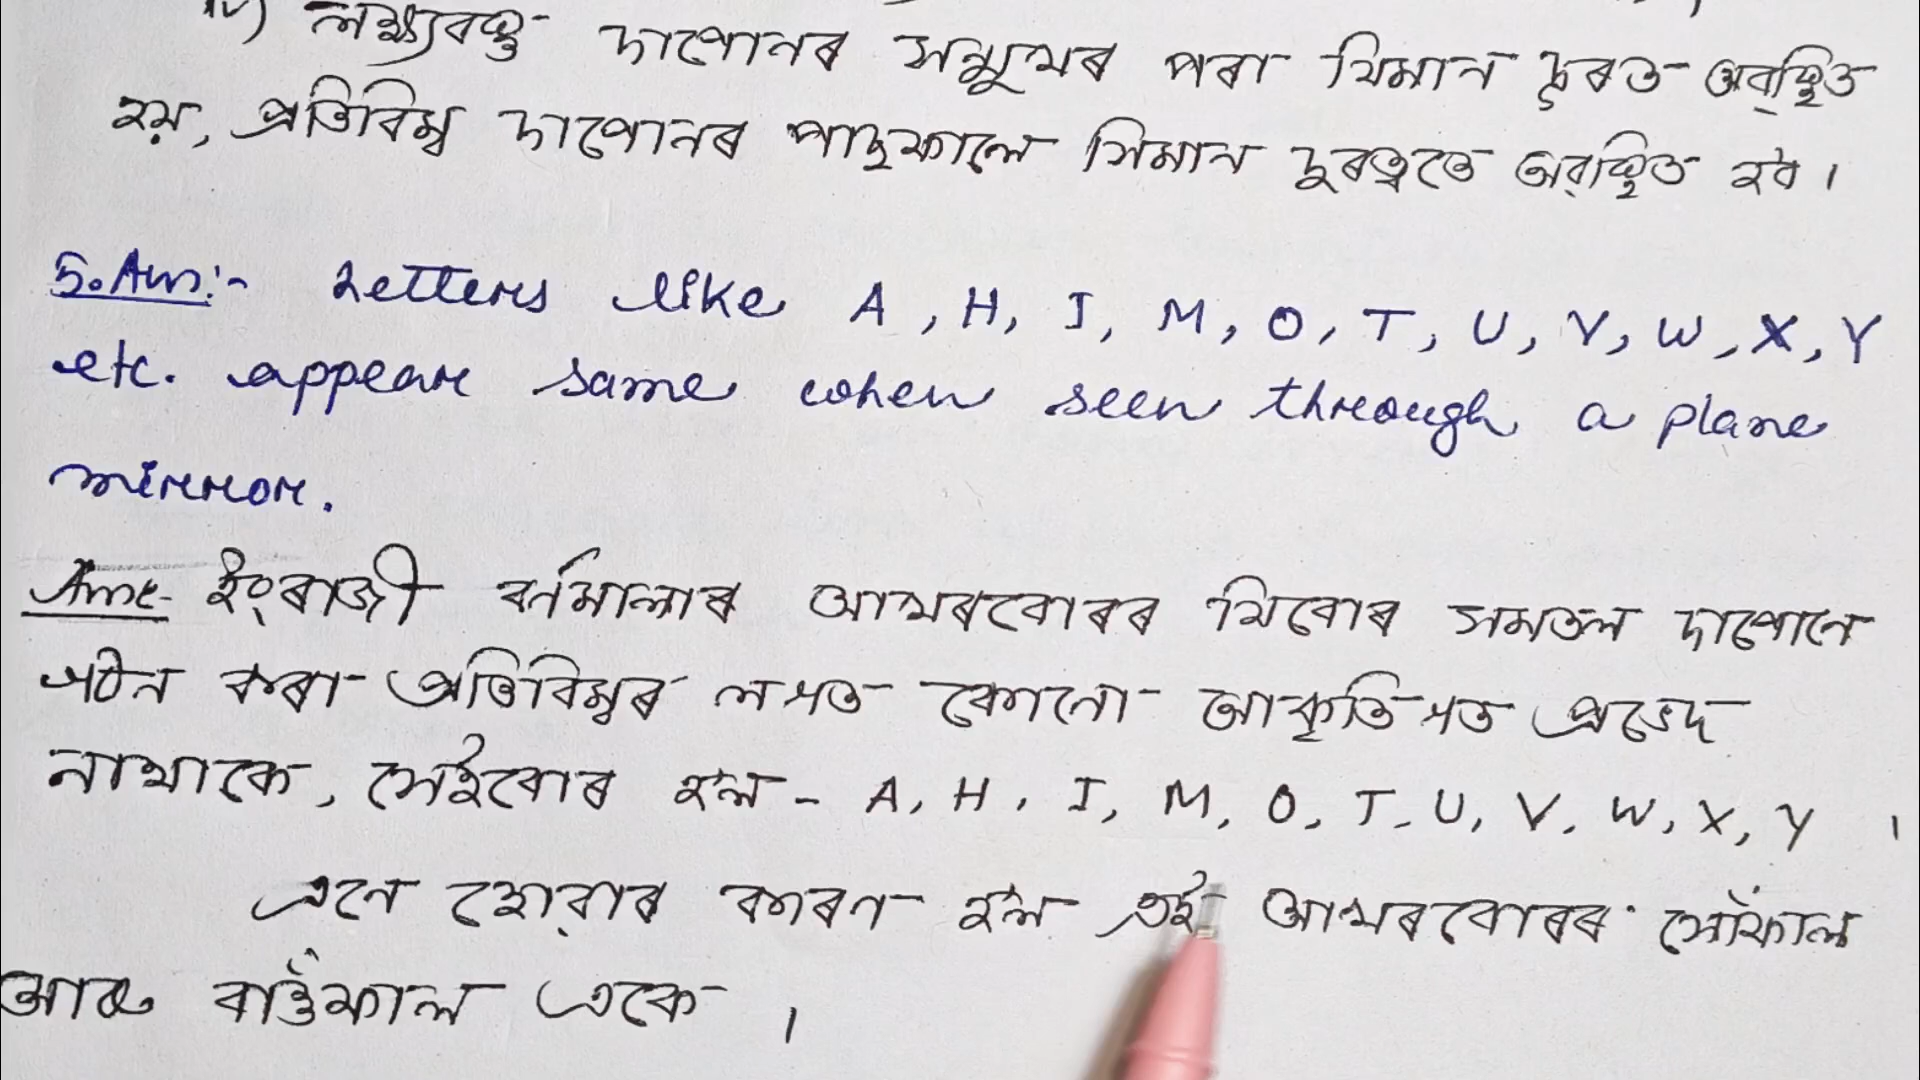 iv) লক্ষ্যবস্তু দাপোনৰ সন্মুখৰ পৰা যিমান দূৰত অৱস্থিত
হয়, প্ৰতিবিম্ব দাপোনৰ পাছফালে সিমান দুৰত্বতে অৱস্থিত হব ।
5. Ans:- Letters like A, H, I, M, O, T, U, V, W, X, Y
etc. appear same when seen through a plane
mirror.
Ans:- ইংৰাজী বৰ্ণমালাৰ আখৰবোৰৰ যিবোৰ সমতল দাপোনে
গঠন কৰা প্ৰতিবিম্বৰ লগত কোনো আকৃতিগত প্ৰভেদ
নাথাকে, সেইবোৰ হ'ল - A, H, I, M, O, T, U, V, W, X, Y ।
এনে হোৱাৰ কাৰণ হ'ল এই আখৰবোৰৰ সোঁফাল
আৰু বাওঁফাল একে ।